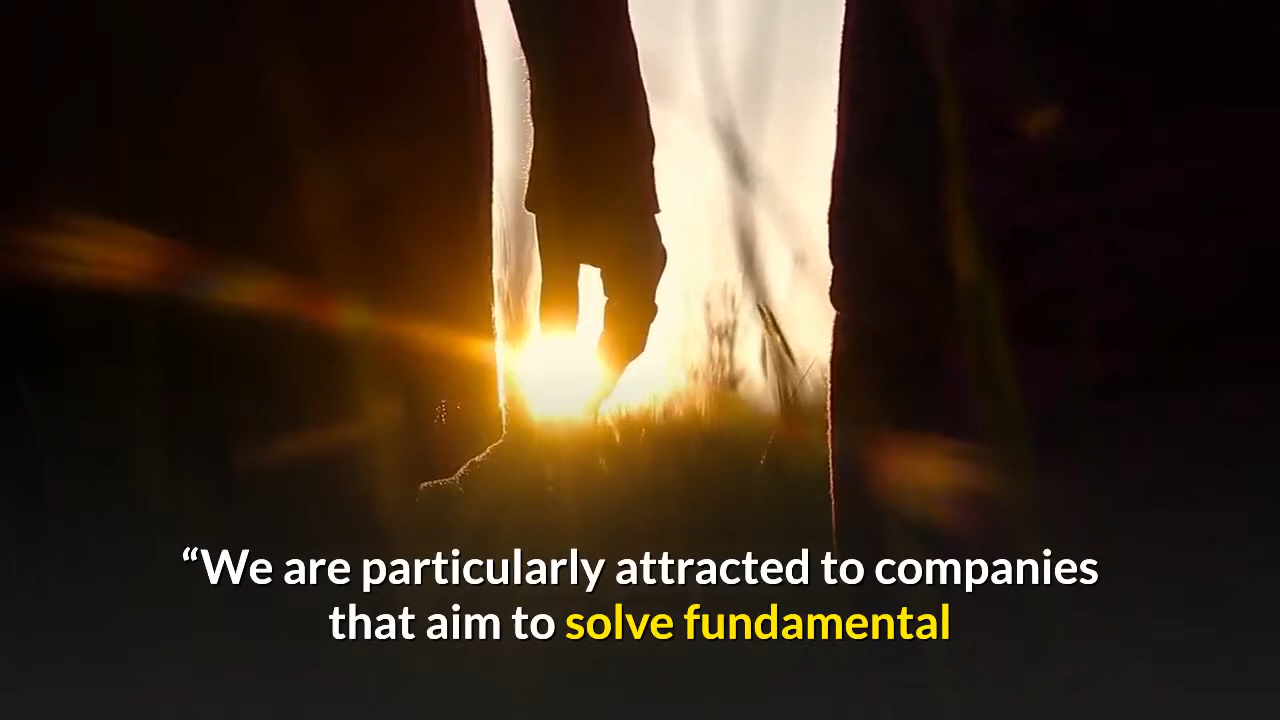 “We are particularly attracted to companies
that aim to solve fundamental